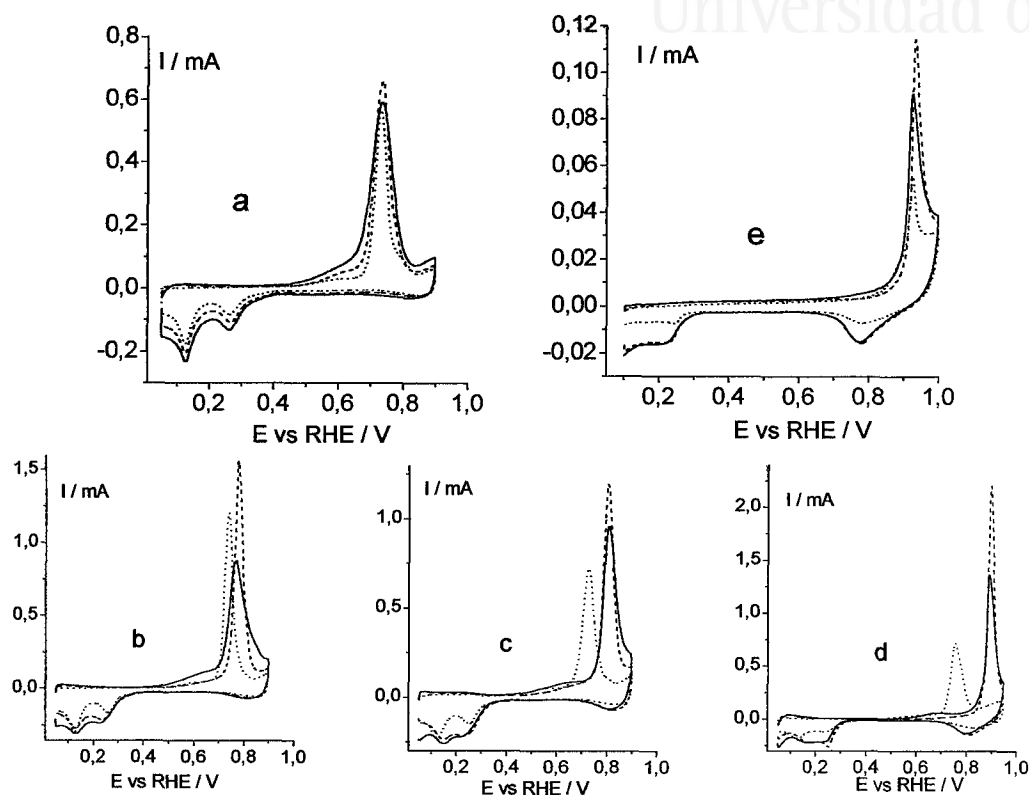 Universidad d
0,8
I / mA
0,6
0,4
a
0,2
0,0
-0,2
0,2 0,4 0,6 0,8 1,0
E vs RHE / V
0,12
I / mA
0,10
0,08
0,06
0,04
e
0,02
0,00
-0,02
0,2 0,4 0,6 0,8 1,0
E vs RHE / V
1,5
I / mA
1,0
0,5
b
0,0
0,2 0,4 0,6 0,8 1,0
E vs RHE / V
I / mA
1,0
0,5
c
0,0
0,2 0,4 0,6 0,8 1,0
E vs RHE / V
2,0
I / mA
1,5
1,0
0,5
d
0,0
0,2 0,4 0,6 0,8 1,0
E vs RHE / V